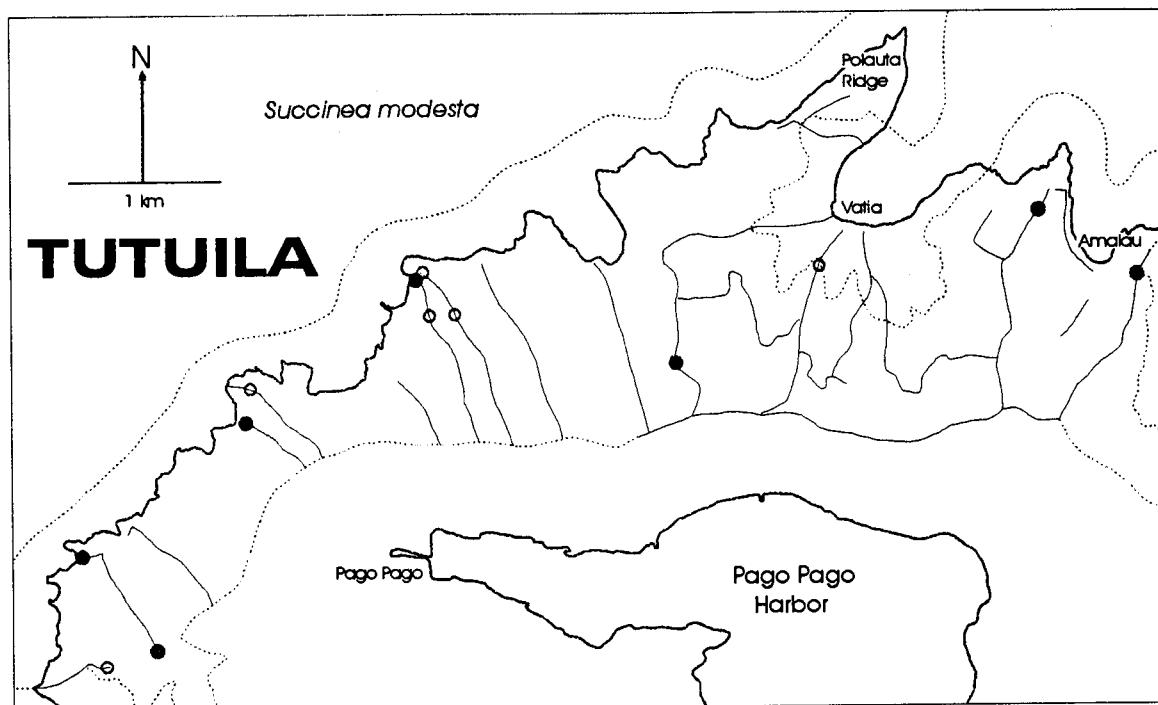 N
1 km
Succinea modesta
TUTUILA
Polauta
Ridge
Vatia
Amalau
Pago Pago
Pago Pago
Harbor